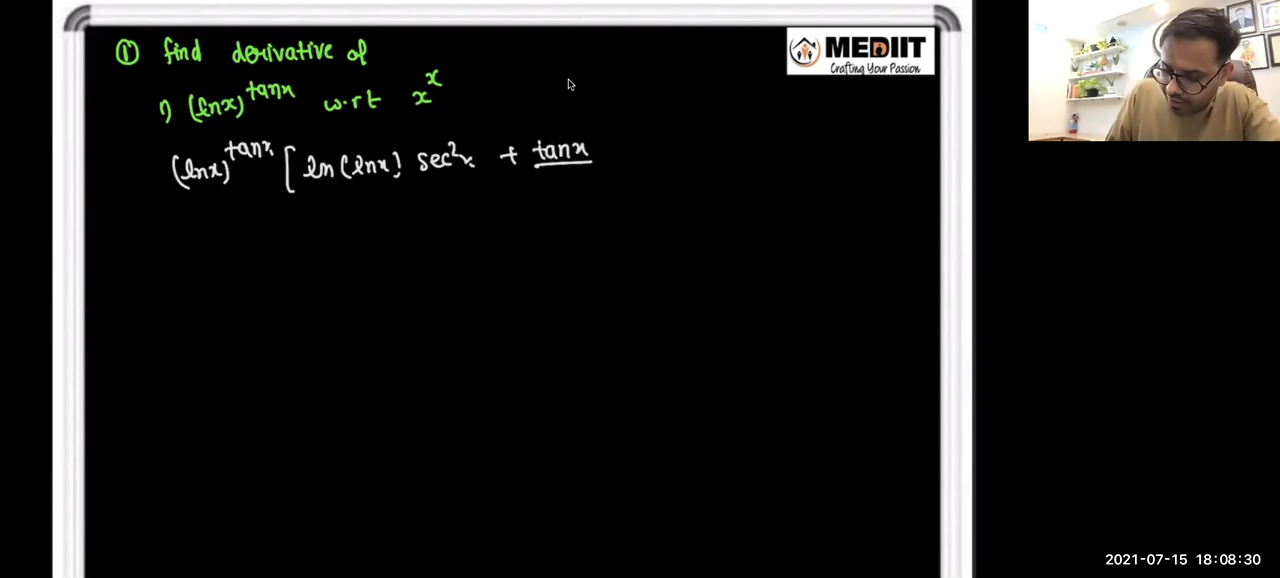 ① find derivative of
1) (lnx)^tanx w.r.t x^x
(lnx)^tanx [ ln(lnx) sec²x + tanx
MEDIIT
Crafting Your Passion
2021-07-15 18:08:30